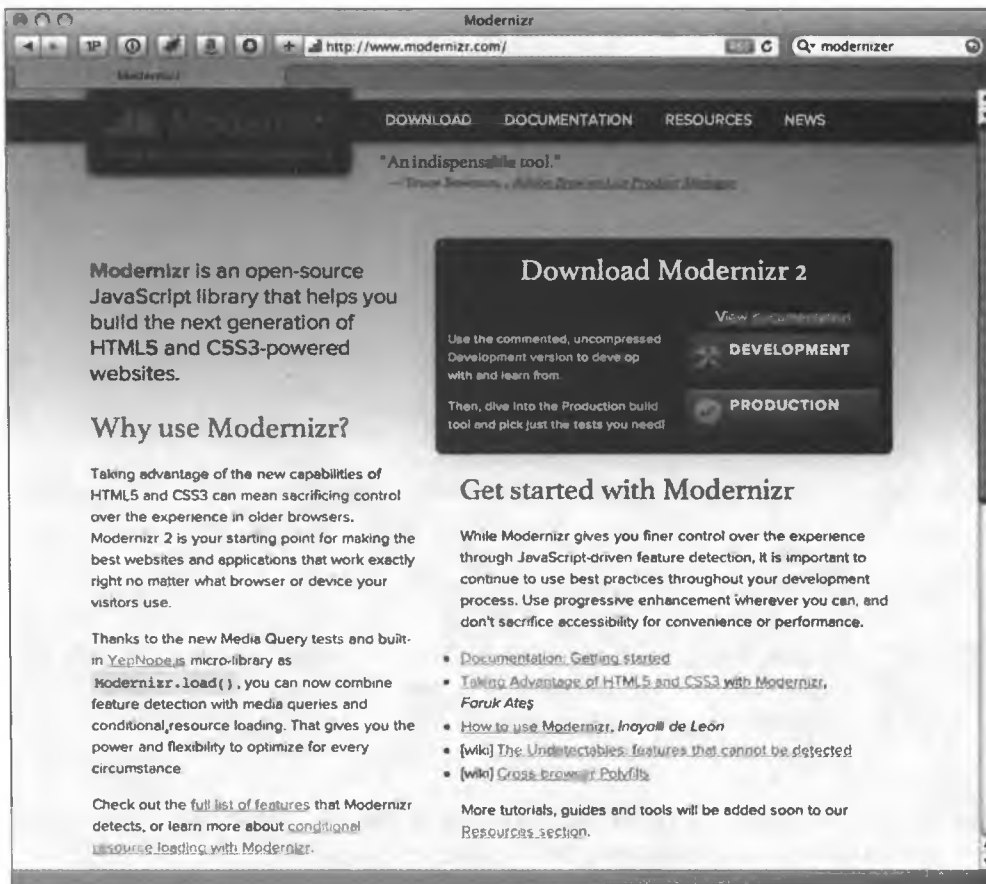 Modernizr
1P
http://www.modernizr.com/
modernizer
DOWNLOAD DOCUMENTATION RESOURCES NEWS
"An indispensable tool."
Modernizr is an open-source
JavaScript library that helps you
build the next generation of
HTML5 and C5S3-powered
websites.
Why use Modernizr?
Taking advantage of the new capabilities of
HTML5 and CSS3 can mean sacrificing control
over the experience in older browsers.
Modernizr 2 is your starting point for making the
best websites and applications that work exactly
right no matter what browser or device your
visitors use.
Thanks to the new Media Query tests and built-
in YepNope.js micro-library as
Modernizr.load(), you can now combine
feature detection with media queries and
conditional resource loading. That gives you the
power and flexibility to optimize for every
circumstance
Check out the full list of features that Modernizr
detects, or learn more about conditional
resource loading with Modernizr.
Download Modernizr 2
View documentation
Use the commented, uncompressed
Development version to deve op
with and learn from.
DEVELOPMENT
Then, dive into the Production build
tool and pick just the tests you need!
PRODUCTION
Get started with Modernizr
While Modernizr gives you finer control over the experience
through JavaScript-driven feature detection, it is important to
continue to use best practices throughout your development
process. Use progressive enhancement wherever you can, and
don't sacrifice accessibility for convenience or performance.
• Documentation: Getting started
• Taking Advantage of HTML5 and CSS3 with Modernizr,
Faruk Ateş
• How to use Modernizr, Inayaili de León
• [wiki] The Undetectables: features that cannot be detected
• [wiki] Cross-browser Polyfills
More tutorials, guides and tools will be added soon to our
Resources section.